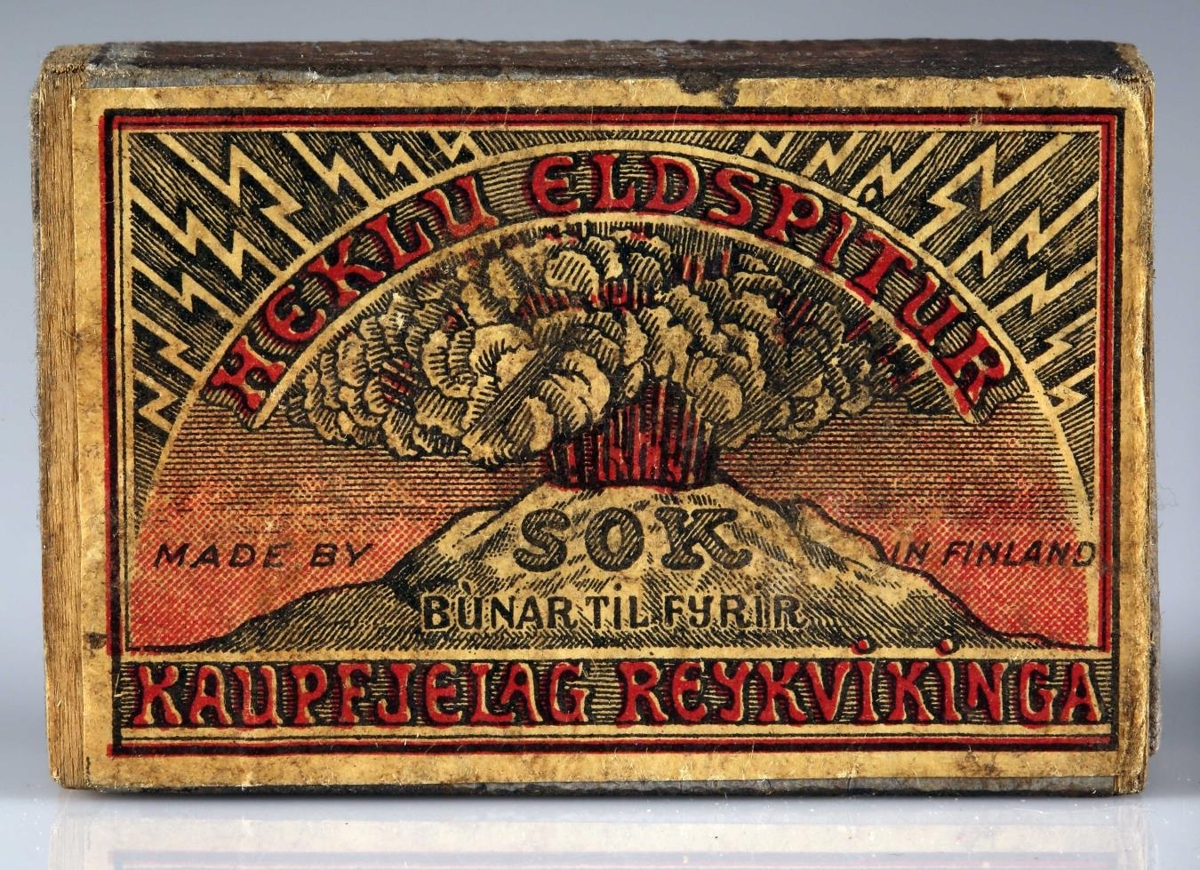 HEKLU ELDSPÍTUR
SOK
MADE BY
IN FINLAND
BÚNAR TIL FYRIR
KAUPFJELAG REYKVÍKINGA